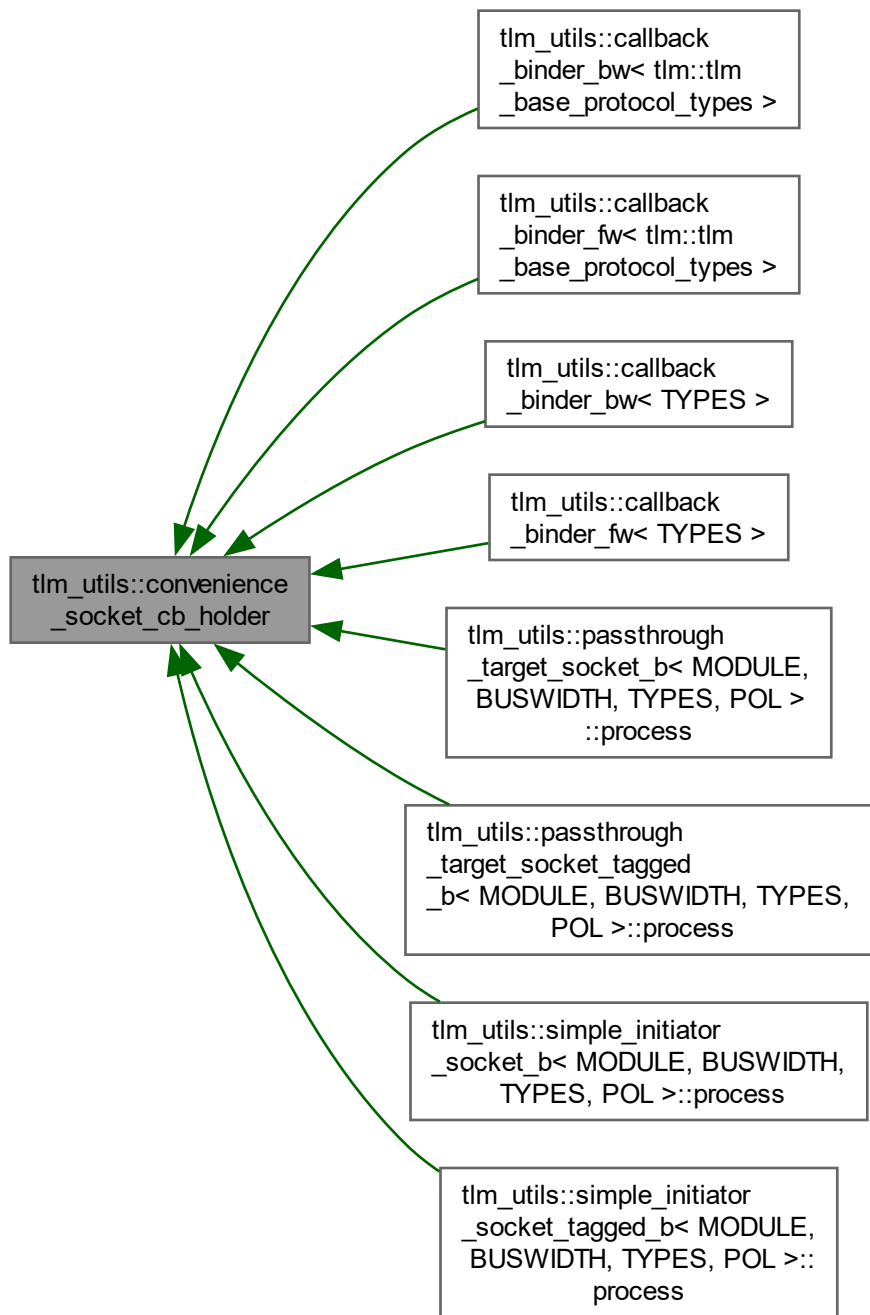 tlm_utils::callback
_binder_bw< tlm::tlm
_base_protocol_types >
tlm_utils::callback
_binder_fw< tlm::tlm
_base_protocol_types >
tlm_utils::callback
_binder_bw< TYPES >
tlm_utils::callback
_binder_fw< TYPES >
tlm_utils::convenience
_socket_cb_holder
tlm_utils::passthrough
_target_socket_b< MODULE,
BUSWIDTH, TYPES, POL >
::process
tlm_utils::passthrough
_target_socket_tagged
_b< MODULE, BUSWIDTH, TYPES,
POL >::process
tlm_utils::simple_initiator
_socket_b< MODULE, BUSWIDTH,
TYPES, POL >::process
tlm_utils::simple_initiator
_socket_tagged_b< MODULE,
BUSWIDTH, TYPES, POL >::
process